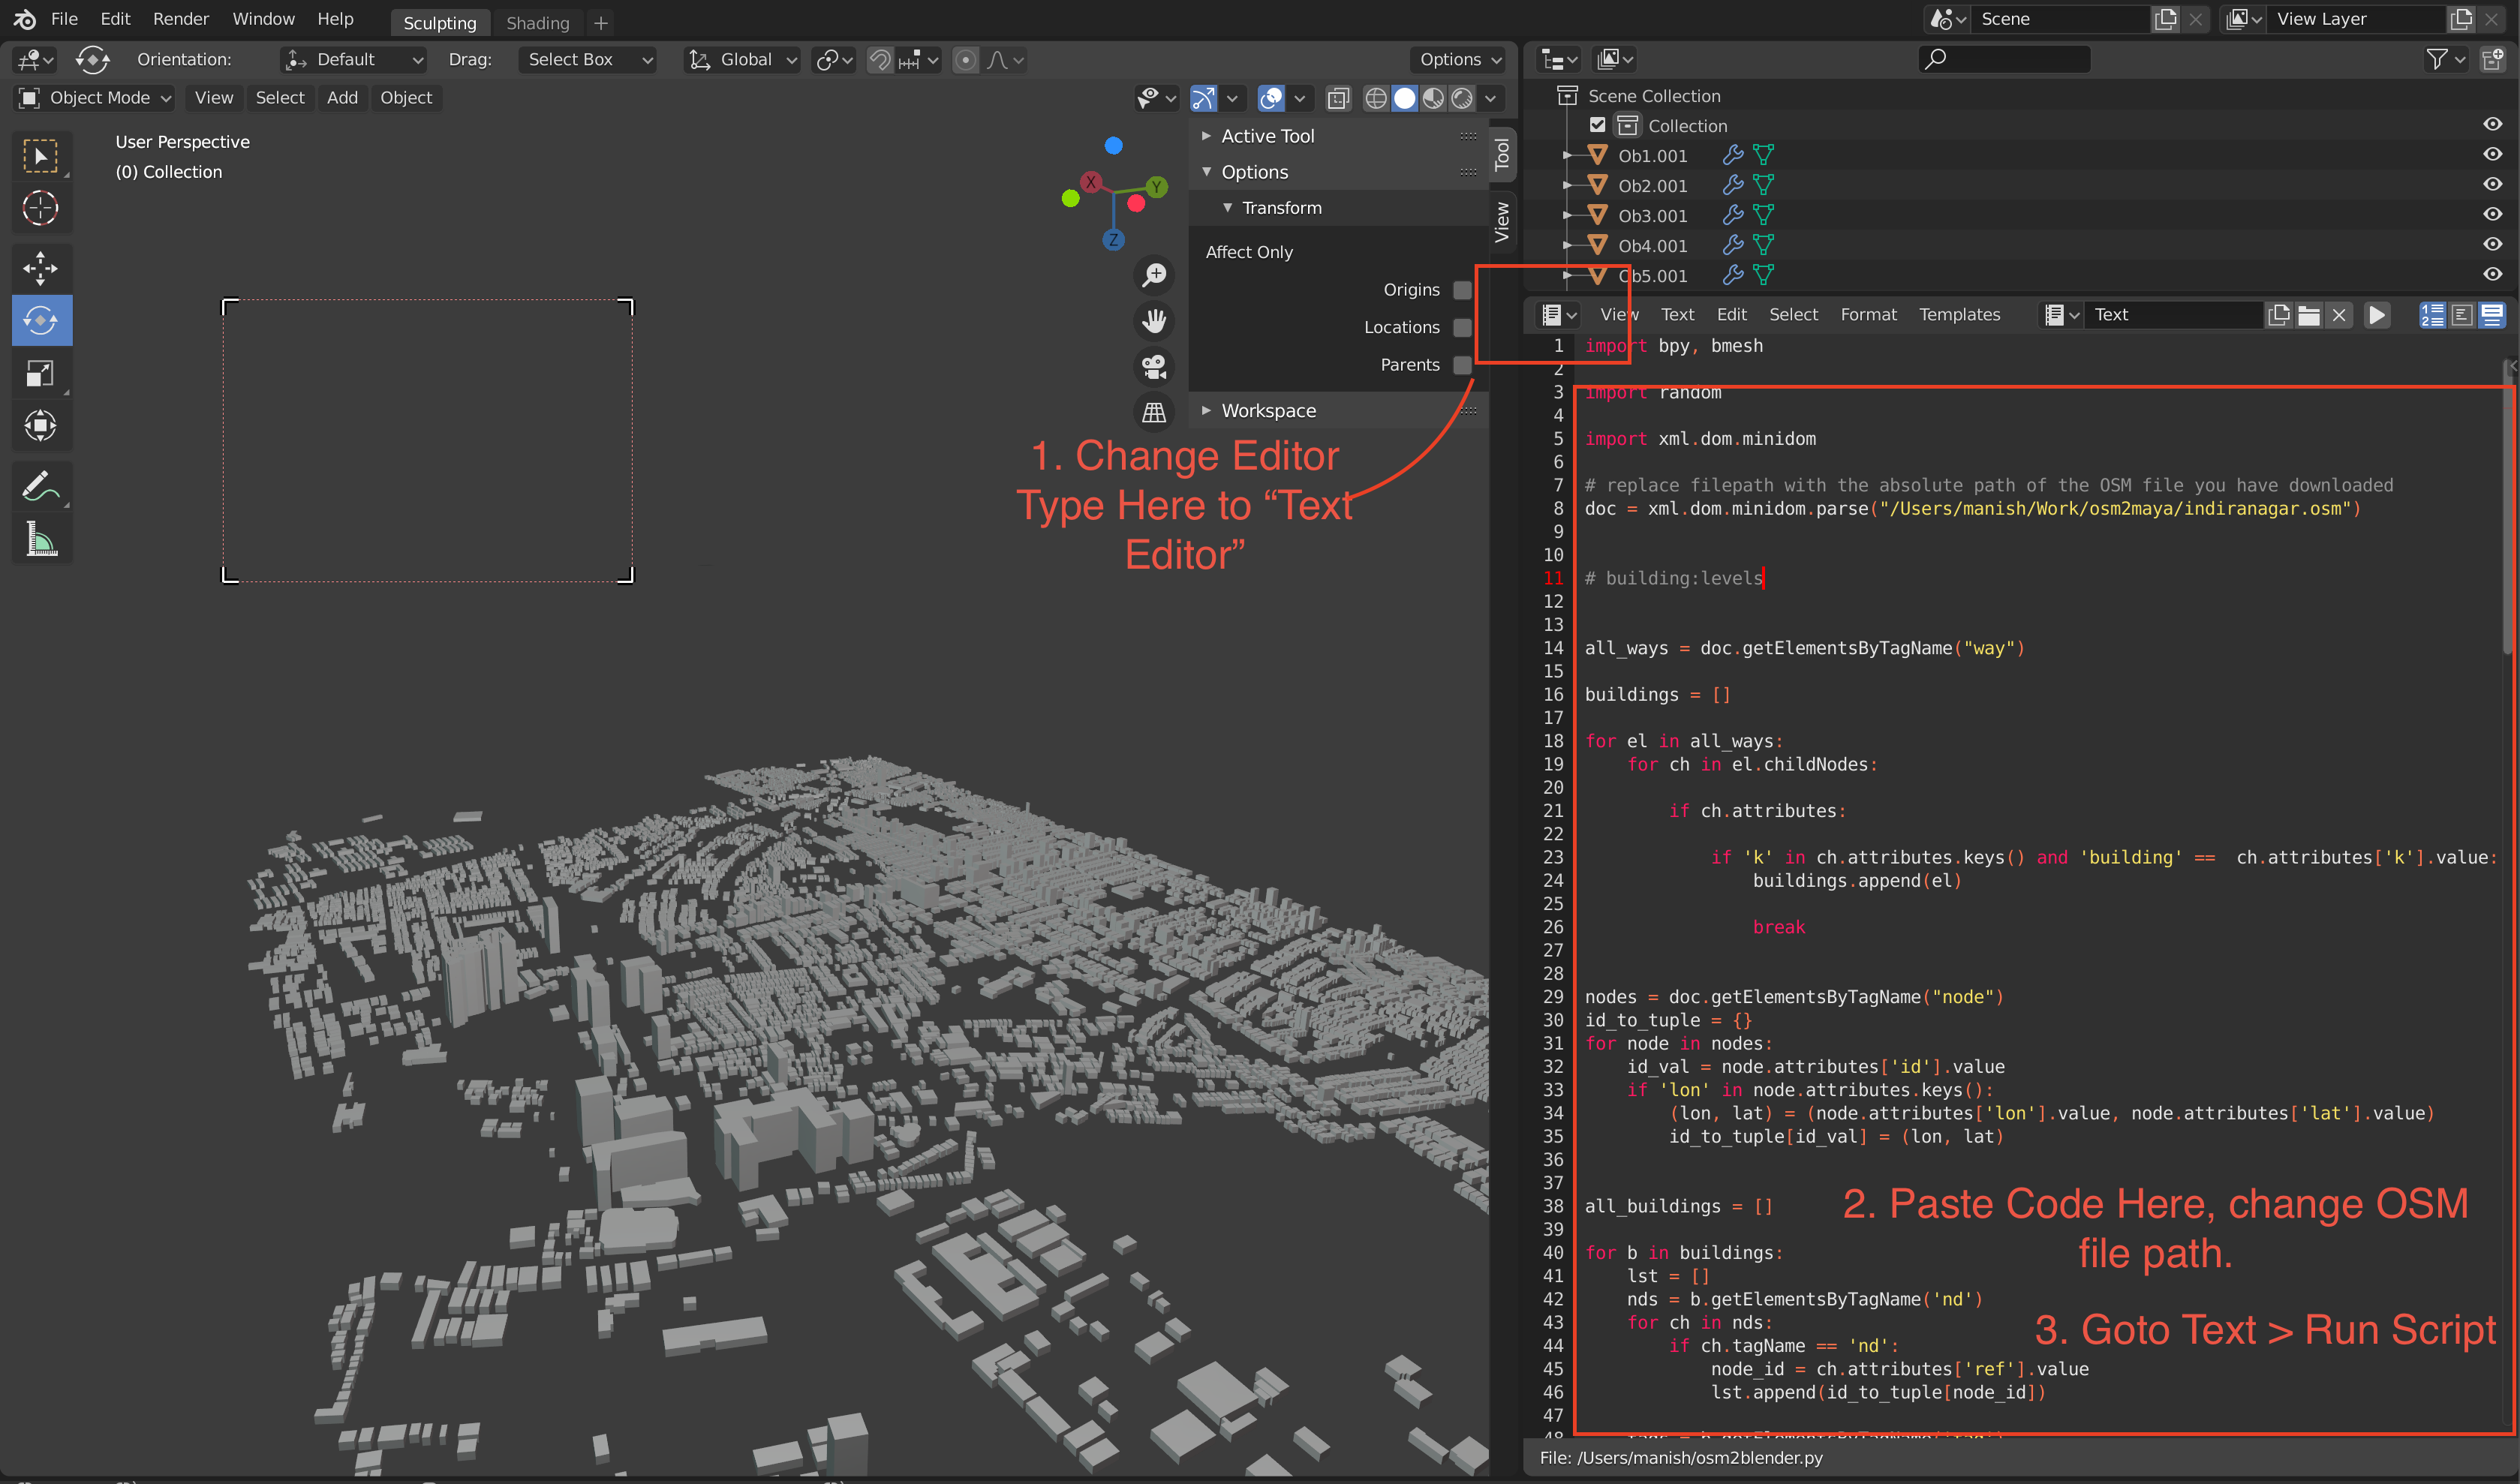 File Edit Render Window Help Sculpting Shading + Scene View Layer
Orientation: Default Drag: Select Box Global Options
Object Mode View Select Add Object
User Perspective
(0) Collection
X Y Z
Active Tool
Options
Transform
Affect Only
Origins
Locations
Parents
Workspace
Tool
View
Scene Collection
Collection
Ob1.001
Ob2.001
Ob3.001
Ob4.001
Ob5.001
View Text Edit Select Format Templates Text
1. Change Editor
Type Here to “Text
Editor”
1 import bpy, bmesh
2
3 import random
4
5 import xml.dom.minidom
6
7 # replace filepath with the absolute path of the OSM file you have downloaded
8 doc = xml.dom.minidom.parse("/Users/manish/Work/osm2maya/indiranagar.osm")
9
10
11 # building:levels
12
13
14 all_ways = doc.getElementsByTagName("way")
15
16 buildings = []
17
18 for el in all_ways:
19     for ch in el.childNodes:
20
21         if ch.attributes:
22
23             if 'k' in ch.attributes.keys() and 'building' ==  ch.attributes['k'].value:
24                 buildings.append(el)
25
26                 break
27
28
29 nodes = doc.getElementsByTagName("node")
30 id_to_tuple = {}
31 for node in nodes:
32     id_val = node.attributes['id'].value
33     if 'lon' in node.attributes.keys():
34         (lon, lat) = (node.attributes['lon'].value, node.attributes['lat'].value)
35         id_to_tuple[id_val] = (lon, lat)
36
37
38 all_buildings = []
39
40 for b in buildings:
41     lst = []
42     nds = b.getElementsByTagName('nd')
43     for ch in nds:
44         if ch.tagName == 'nd':
45             node_id = ch.attributes['ref'].value
46             lst.append(id_to_tuple[node_id])
47
48     tags = b.getElementsByTagName('tag')
2. Paste Code Here, change OSM
file path.
3. Goto Text > Run Script
File: /Users/manish/osm2blender.py